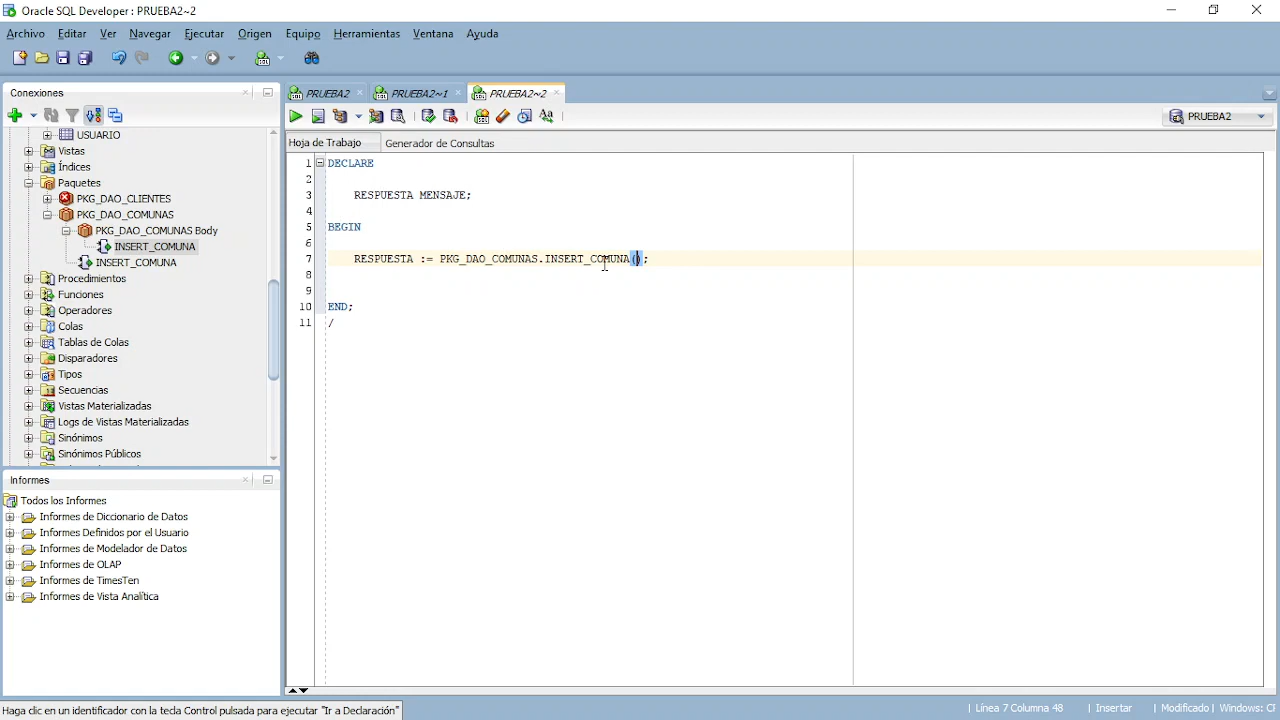 Oracle SQL Developer : PRUEBA2~2
Archivo Editar Ver Navegar Ejecutar Origen Equipo Herramientas Ventana Ayuda
Conexiones
USUARIO
Vistas
Índices
Paquetes
PKG_DAO_CLIENTES
PKG_DAO_COMUNAS
PKG_DAO_COMUNAS Body
INSERT_COMUNA
INSERT_COMUNA
Procedimientos
Funciones
Operadores
Colas
Tablas de Colas
Disparadores
Tipos
Secuencias
Vistas Materializadas
Logs de Vistas Materializadas
Sinónimos
Sinónimos Públicos
Informes
Todos los Informes
Informes de Diccionario de Datos
Informes Definidos por el Usuario
Informes de Modelador de Datos
Informes de OLAP
Informes de TimesTen
Informes de Vista Analítica
PRUEBA2 PRUEBA2~1 PRUEBA2~2
PRUEBA2
Hoja de Trabajo Generador de Consultas
1 DECLARE
2
3 RESPUESTA MENSAJE;
4
5 BEGIN
6
7 RESPUESTA := PKG_DAO_COMUNAS.INSERT_COMUNA();
8
9
10 END;
11 /
Haga clic en un identificador con la tecla Control pulsada para ejecutar "Ir a Declaración"
Línea 7 Columna 48 Insertar Modificado Windows: CF